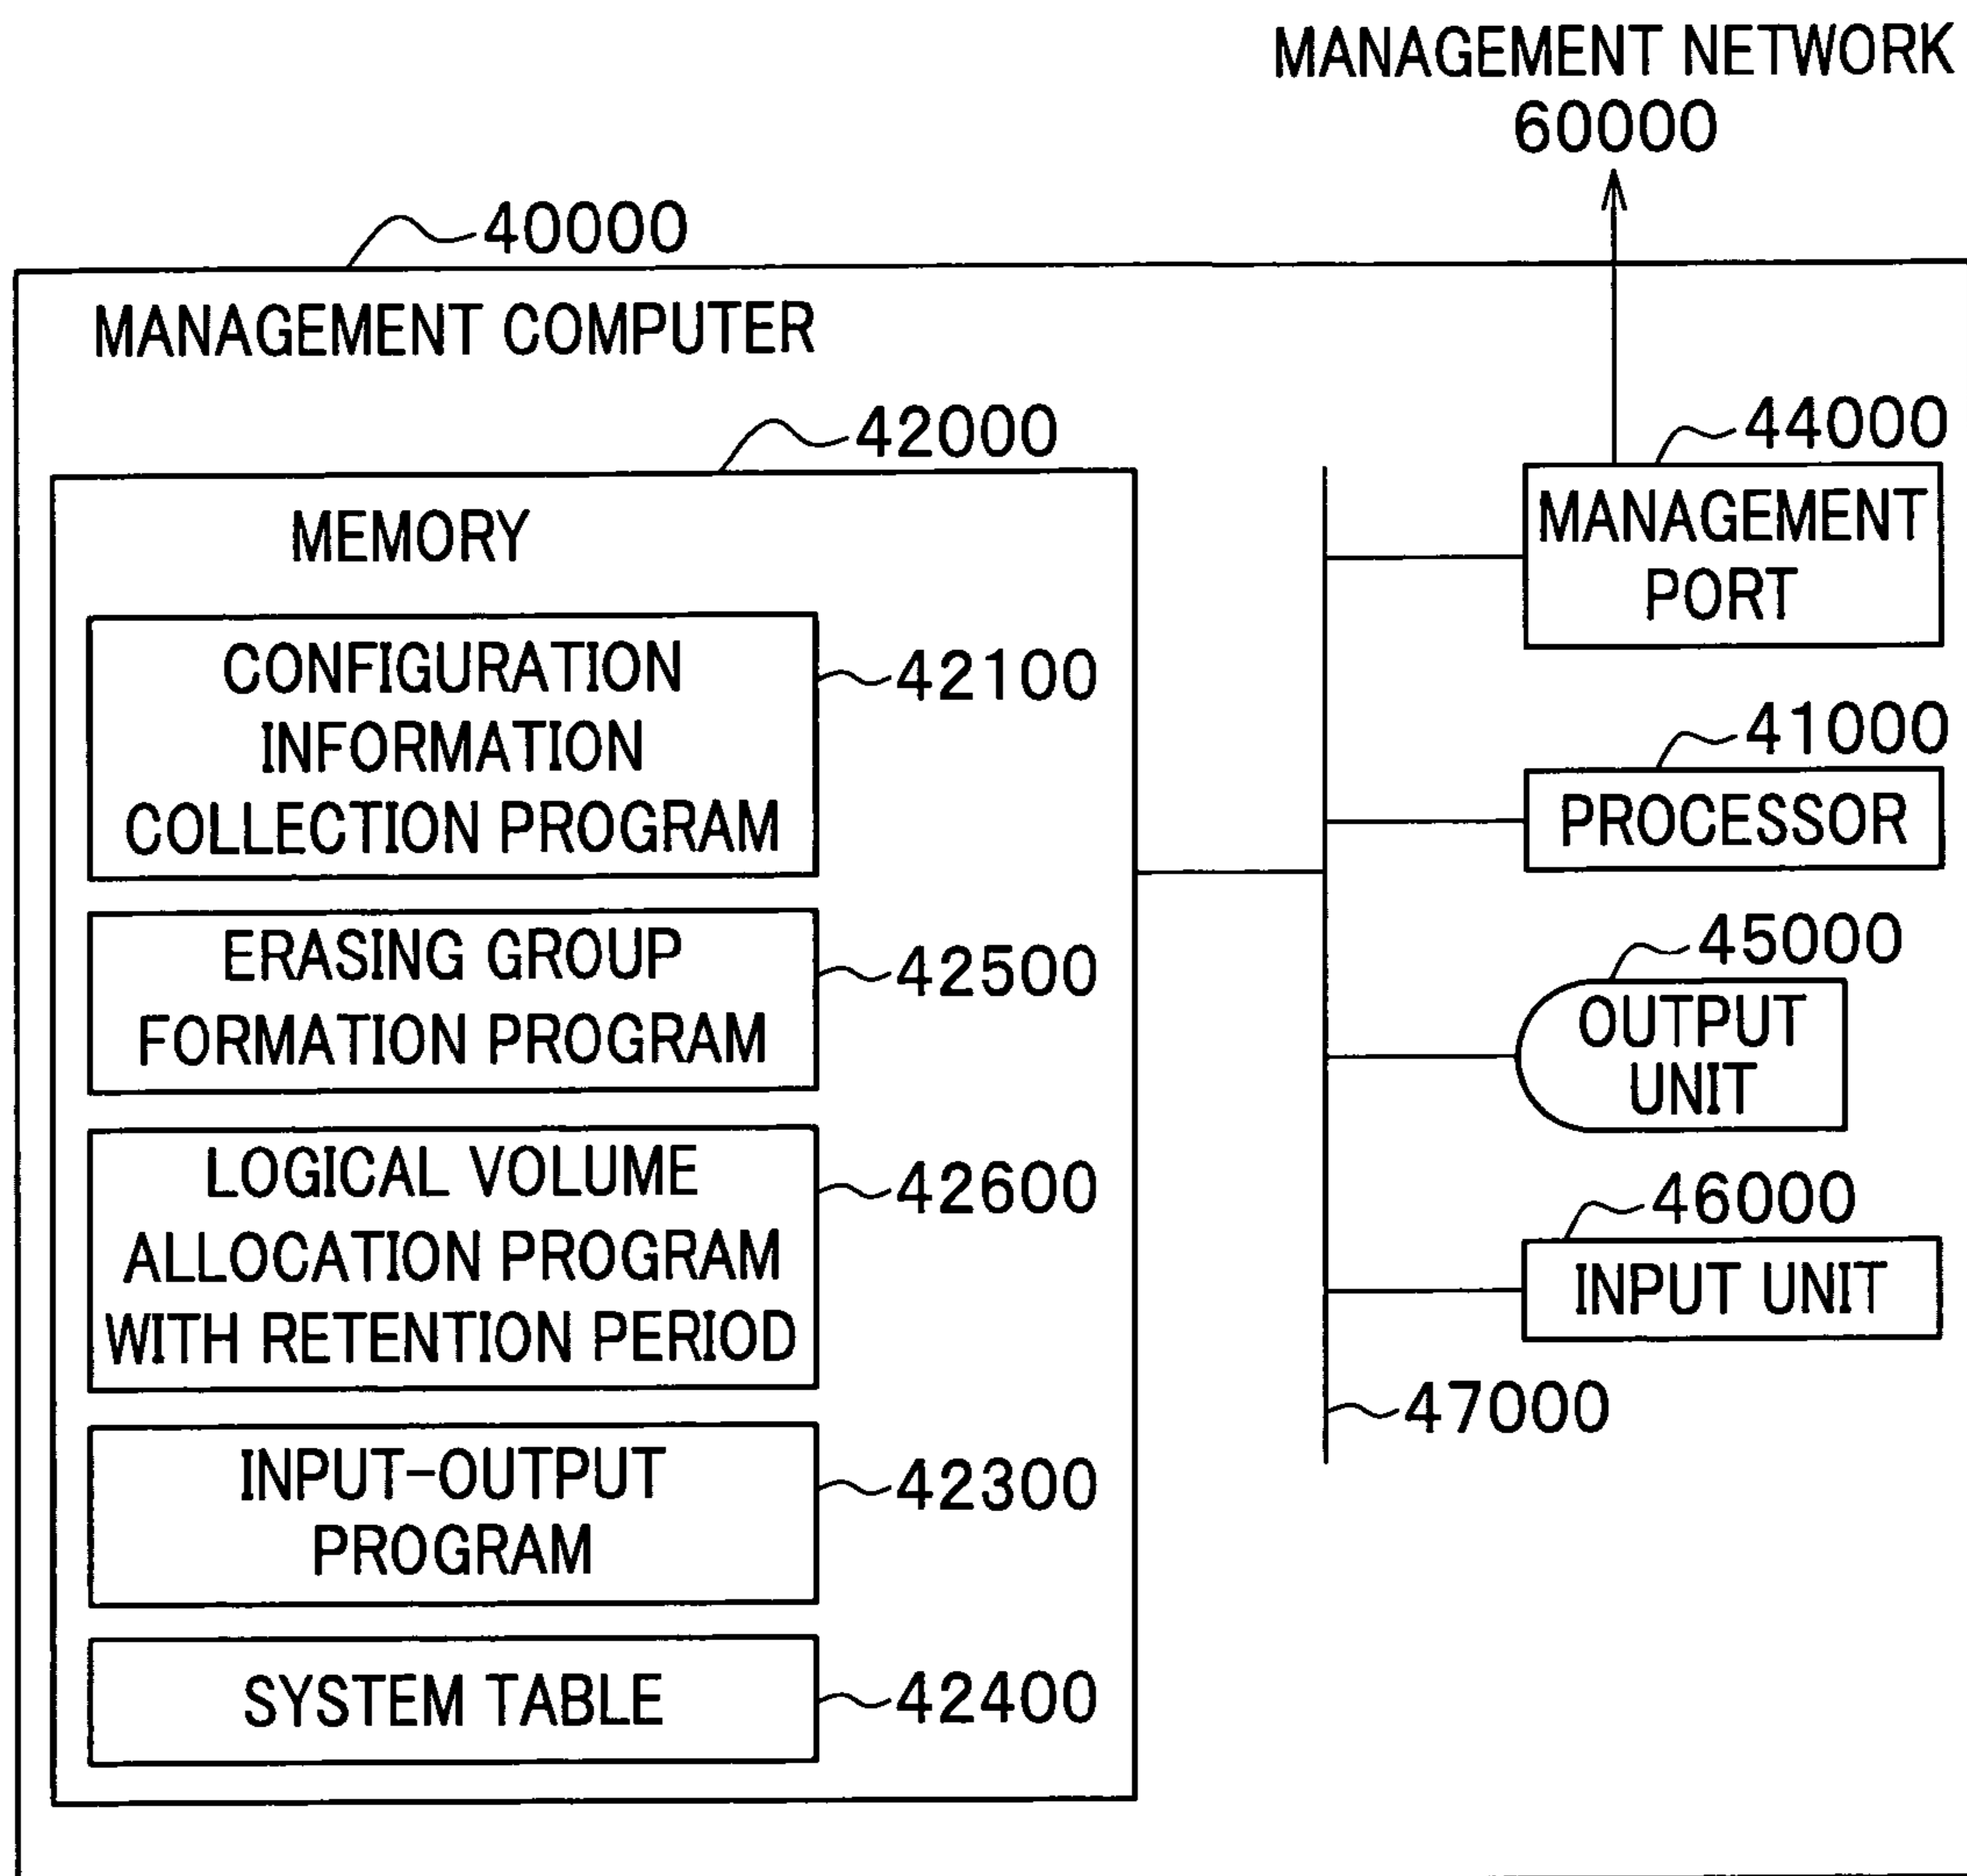 MANAGEMENT NETWORK
60000
40000
MANAGEMENT COMPUTER
42000
MEMORY
CONFIGURATION
INFORMATION
COLLECTION PROGRAM
42100
ERASING GROUP
FORMATION PROGRAM
42500
LOGICAL VOLUME
ALLOCATION PROGRAM
WITH RETENTION PERIOD
42600
INPUT-OUTPUT
PROGRAM
42300
SYSTEM TABLE
42400
44000
MANAGEMENT
PORT
41000
PROCESSOR
45000
OUTPUT
UNIT
46000
INPUT UNIT
47000